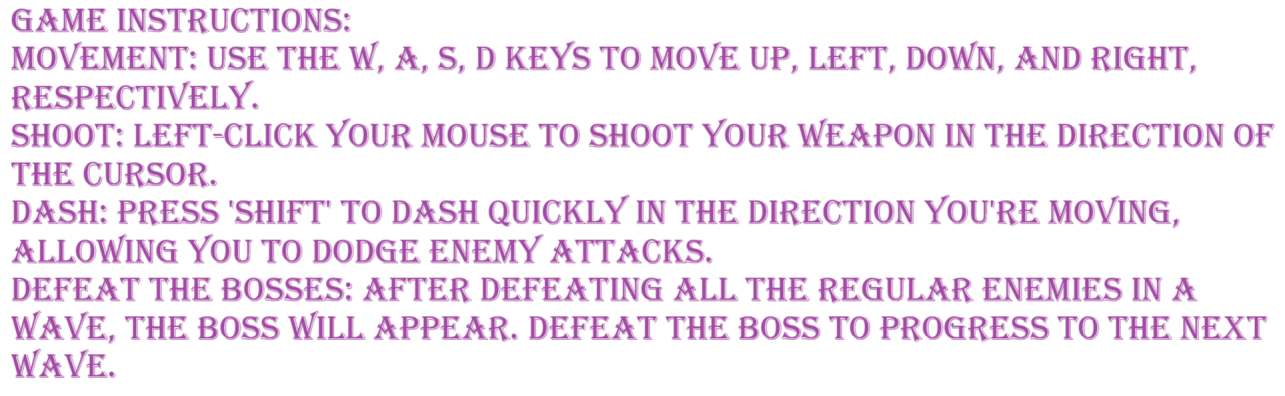 GAME INSTRUCTIONS:
MOVEMENT: USE THE W, A, S, D KEYS TO MOVE UP, LEFT, DOWN, AND RIGHT,
RESPECTIVELY.
SHOOT: LEFT-CLICK YOUR MOUSE TO SHOOT YOUR WEAPON IN THE DIRECTION OF
THE CURSOR.
DASH: PRESS 'SHIFT' TO DASH QUICKLY IN THE DIRECTION YOU'RE MOVING,
ALLOWING YOU TO DODGE ENEMY ATTACKS.
DEFEAT THE BOSSES: AFTER DEFEATING ALL THE REGULAR ENEMIES IN A
WAVE, THE BOSS WILL APPEAR. DEFEAT THE BOSS TO PROGRESS TO THE NEXT
WAVE.